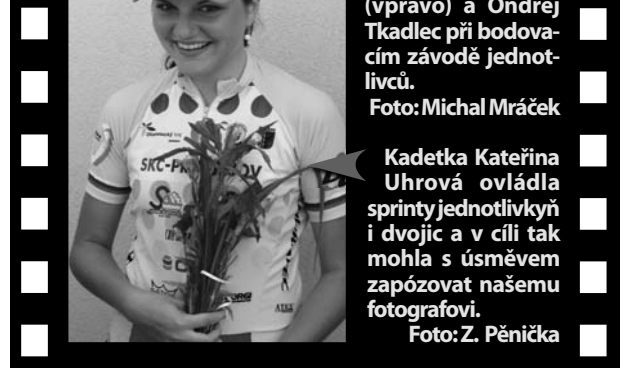 (vpravo) a Ondřej
Tkadlec při bodova-
cím závodě jednot-
livců.
Foto: Michal Mráček
Kadetka Kateřina
Uhrová ovládla
sprinty jednotlivkyň
i dvojic a v cíli tak
mohla s úsměvem
zapózovat našemu
fotografovi.
Foto: Z. Pěnička
SKC-